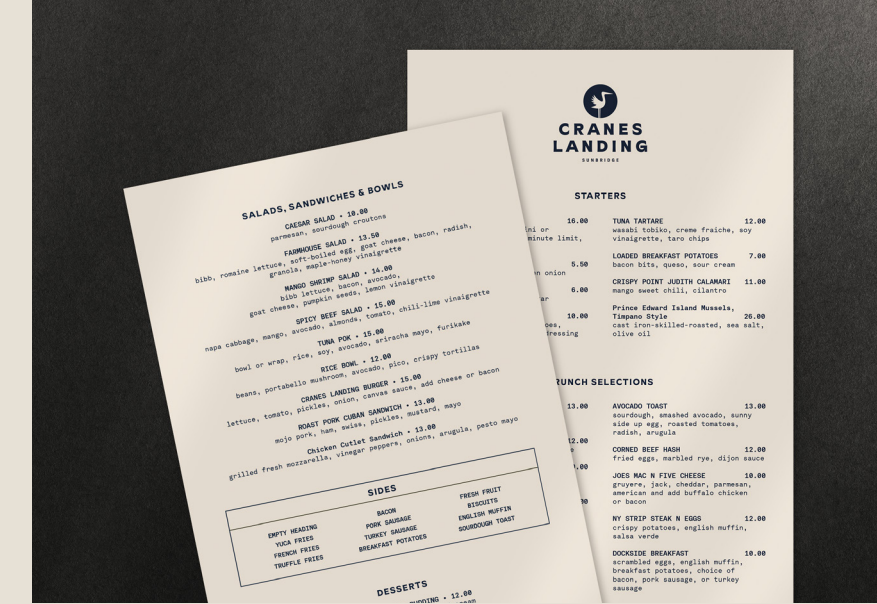 SALADS, SANDWICHES & BOWLS
CAESAR SALAD • 10.00
parmesan, sourdough croutons
FARMHOUSE SALAD • 13.50
bibb, romaine lettuce, soft-boiled egg, goat cheese, bacon, radish,
granola, maple-honey vinaigrette
MANGO SHRIMP SALAD • 14.00
bibb lettuce, bacon, avocado,
goat cheese, pumpkin seeds, lemon vinaigrette
SPICY BEEF SALAD • 15.00
napa cabbage, mango, avocado, almonds, tomato, chili-lime vinaigrette
TUNA POK • 15.00
bowl or wrap, rice, soy, avocado, sriracha mayo, furikake
RICE BOWL • 12.00
beans, portabello mushroom, avocado, pico, crispy tortillas
CRANES LANDING BURGER • 15.00
lettuce, tomato, pickles, onion, canvas sauce, add cheese or bacon
ROAST PORK CUBAN SANDWICH • 13.00
mojo pork, ham, swiss, pickles, mustard, mayo
Chicken Cutlet Sandwich • 13.00
grilled fresh mozzarella, vinegar peppers, onions, arugula, pesto mayo
SIDES
EMPTY HEADING
YUCA FRIES
FRENCH FRIES
TRUFFLE FRIES
BACON
PORK SAUSAGE
TURKEY SAUSAGE
BREAKFAST POTATOES
FRESH FRUIT
BISCUITS
ENGLISH MUFFIN
SOURDOUGH TOAST
DESSERTS
• 12.00
CRANES
LANDING
SUNBRIDGE
STARTERS
16.00
or
minute limit,
5.50
onion
6.00
10.00
TUNA TARTARE 12.00
wasabi tobiko, creme fraiche, soy
vinaigrette, taro chips
LOADED BREAKFAST POTATOES 7.00
bacon bits, queso, sour cream
CRISPY POINT JUDITH CALAMARI 11.00
mango sweet chili, cilantro
Prince Edward Island Mussels,
Timpano Style 26.00
cast iron-skilled-roasted, sea salt,
olive oil
SELECTIONS
13.00
12.00
AVOCADO TOAST 13.00
sourdough, smashed avocado, sunny
side up egg, roasted tomatoes,
radish, arugula
CORNED BEEF HASH 12.00
fried eggs, marbled rye, dijon sauce
JOES MAC N FIVE CHEESE 10.00
gruyere, jack, cheddar, parmesan,
american and add buffalo chicken
or bacon
NY STRIP STEAK N EGGS 12.00
crispy potatoes, english muffin,
salsa verde
DOCKSIDE BREAKFAST 10.00
scrambled eggs, english muffin,
breakfast potatoes, choice of
bacon, pork sausage, or turkey
sausage